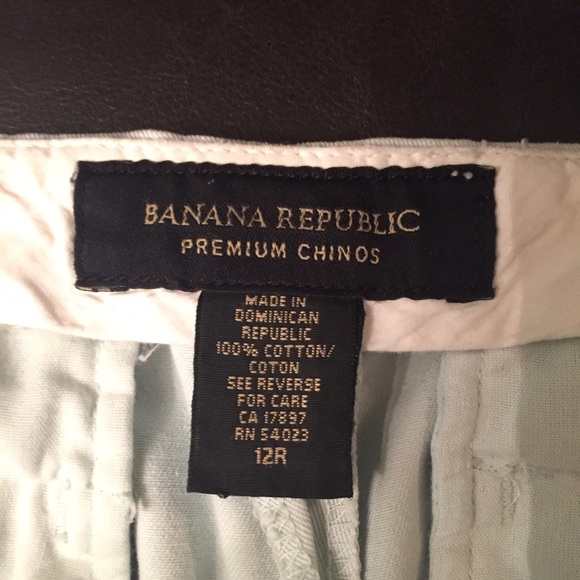 BANANA REPUBLIC
PREMIUM CHINOS
MADE IN
DOMINICAN
REPUBLIC
100% COTTON/
COTON
SEE REVERSE
FOR CARE
CA 17897
RN 54023
12R